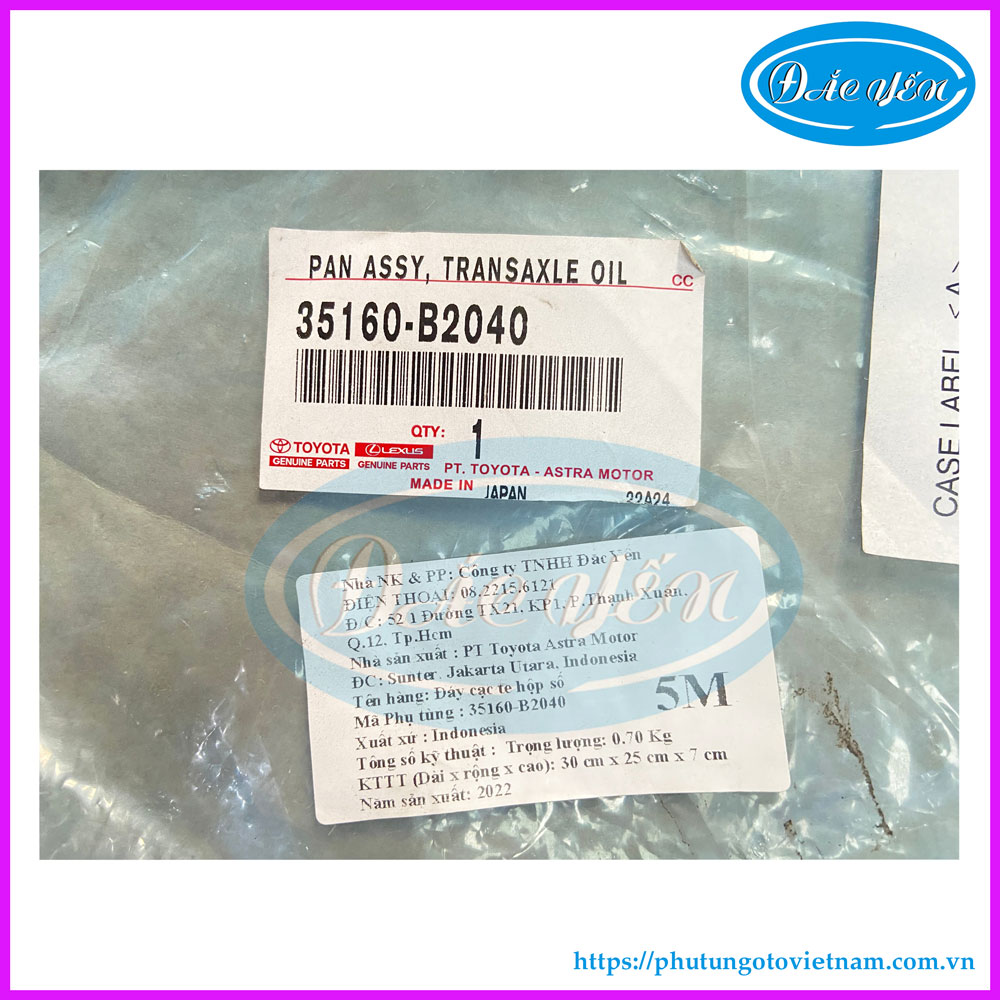 ĐẮC YẾN
PAN ASSY, TRANSAXLE OIL
CC
35160-B2040
QTY: 1
TOYOTA LEXUS
GENUINE PARTS GENUINE PARTS PT. TOYOTA - ASTRA MOTOR
MADE IN JAPAN 22A24
CASE LABEL <A>
ĐẮC YẾN
Nhà NK & PP: Công ty TNHH Đắc Yến
ĐIỆN THOẠI: 08.2215.6121
Đ/C: 52 1 Đường TX21, KP1, P.Thạnh Xuân,
Q.12, Tp.Hcm
Nhà sản xuất : PT Toyota Astra Motor
ĐC: Sunter, Jakarta Utara, Indonesia
Tên hàng: Đáy cạc te hộp số
Mã Phụ tùng : 35160-B2040
5M
Xuất xứ : Indonesia
Tổng số kỹ thuật : Trọng lượng: 0.70 Kg
KTTT (Dài x rộng x cao): 30 cm x 25 cm x 7 cm
Năm sản xuất: 2022
https://phutungotovietnam.com.vn